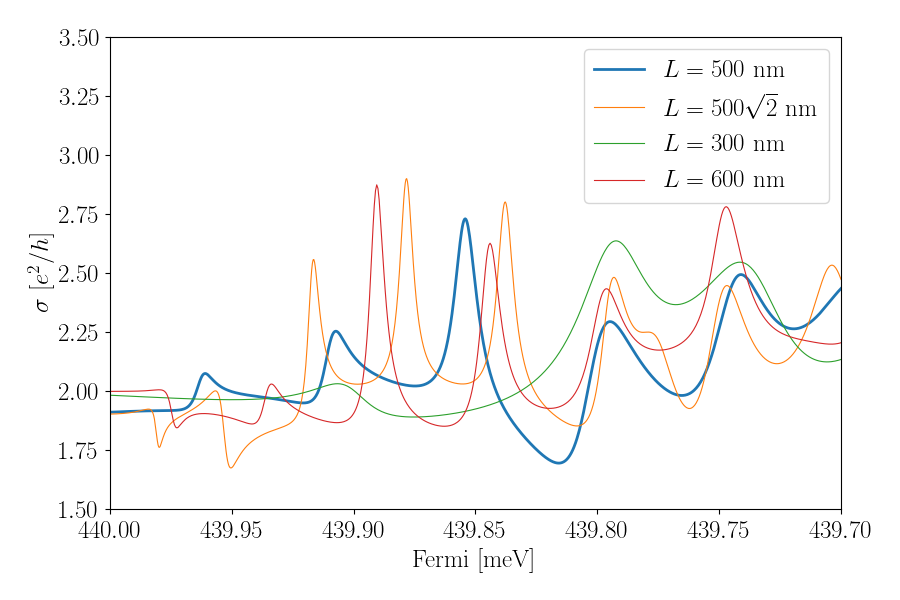 3.50
3.25
3.00
2.75
2.50
2.25
2.00
1.75
1.50
σ [e²/h]
L = 500 nm
L = 500√2 nm
L = 300 nm
L = 600 nm
440.00 439.95 439.90 439.85 439.80 439.75 439.70
Fermi [meV]